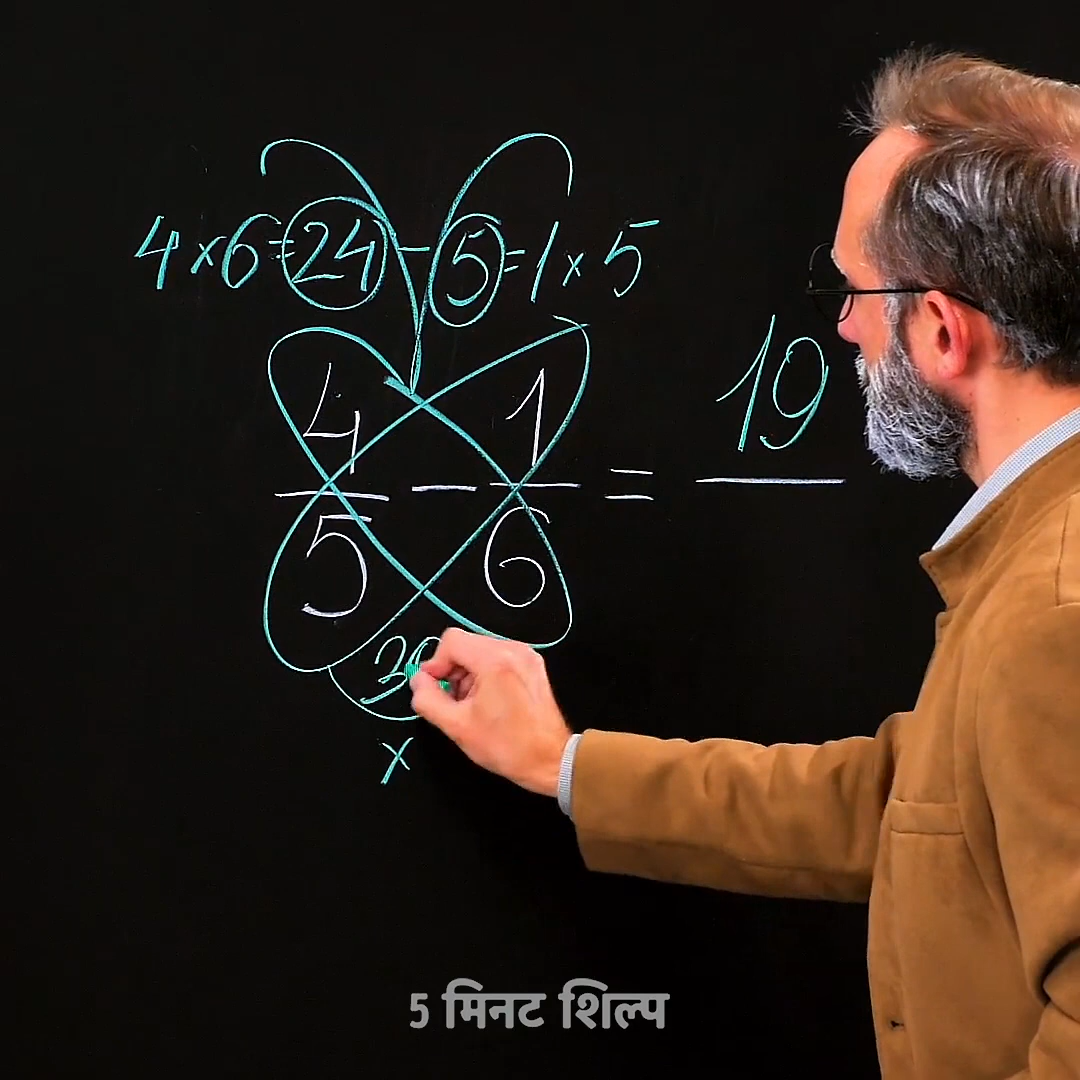 4×6=24-5=1×5
4/5 - 1/6 = 19/
30
×
5 मिनट शिल्प